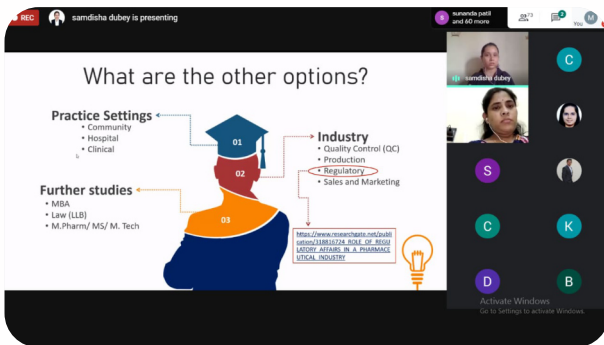 REC
samdisha dubey is presenting
sunanda patil
and 60 more
73
2
You
M
What are the other options?
Practice Settings
• Community
• Hospital
• Clinical
01
02
03
Industry
• Quality Control (QC)
• Production
• Regulatory
• Sales and Marketing
Further studies
• MBA
• Law (LLB)
• M.Pharm/ MS/ M. Tech
https://www.researchgate.net/publi
cation/318816724_ROLE_OF_REGU
LATORY_AFFAIRS_IN_A_PHARMACE
UTICAL_INDUSTRY
samdisha dubey
S
C
S
C
K
D
B
Activate Windows
Go to Settings to activate Windows.